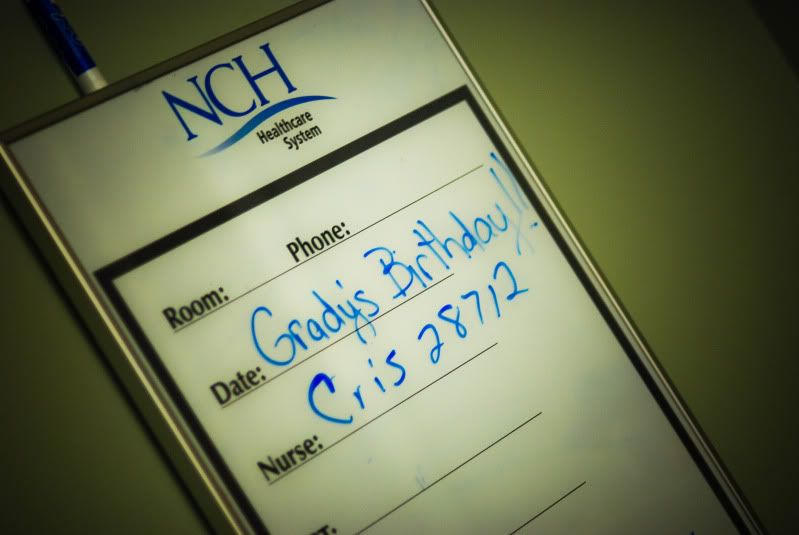 NCH
Healthcare
System
Room: Phone:
Date: Grady's Birthday!!
Nurse: Cris 28712